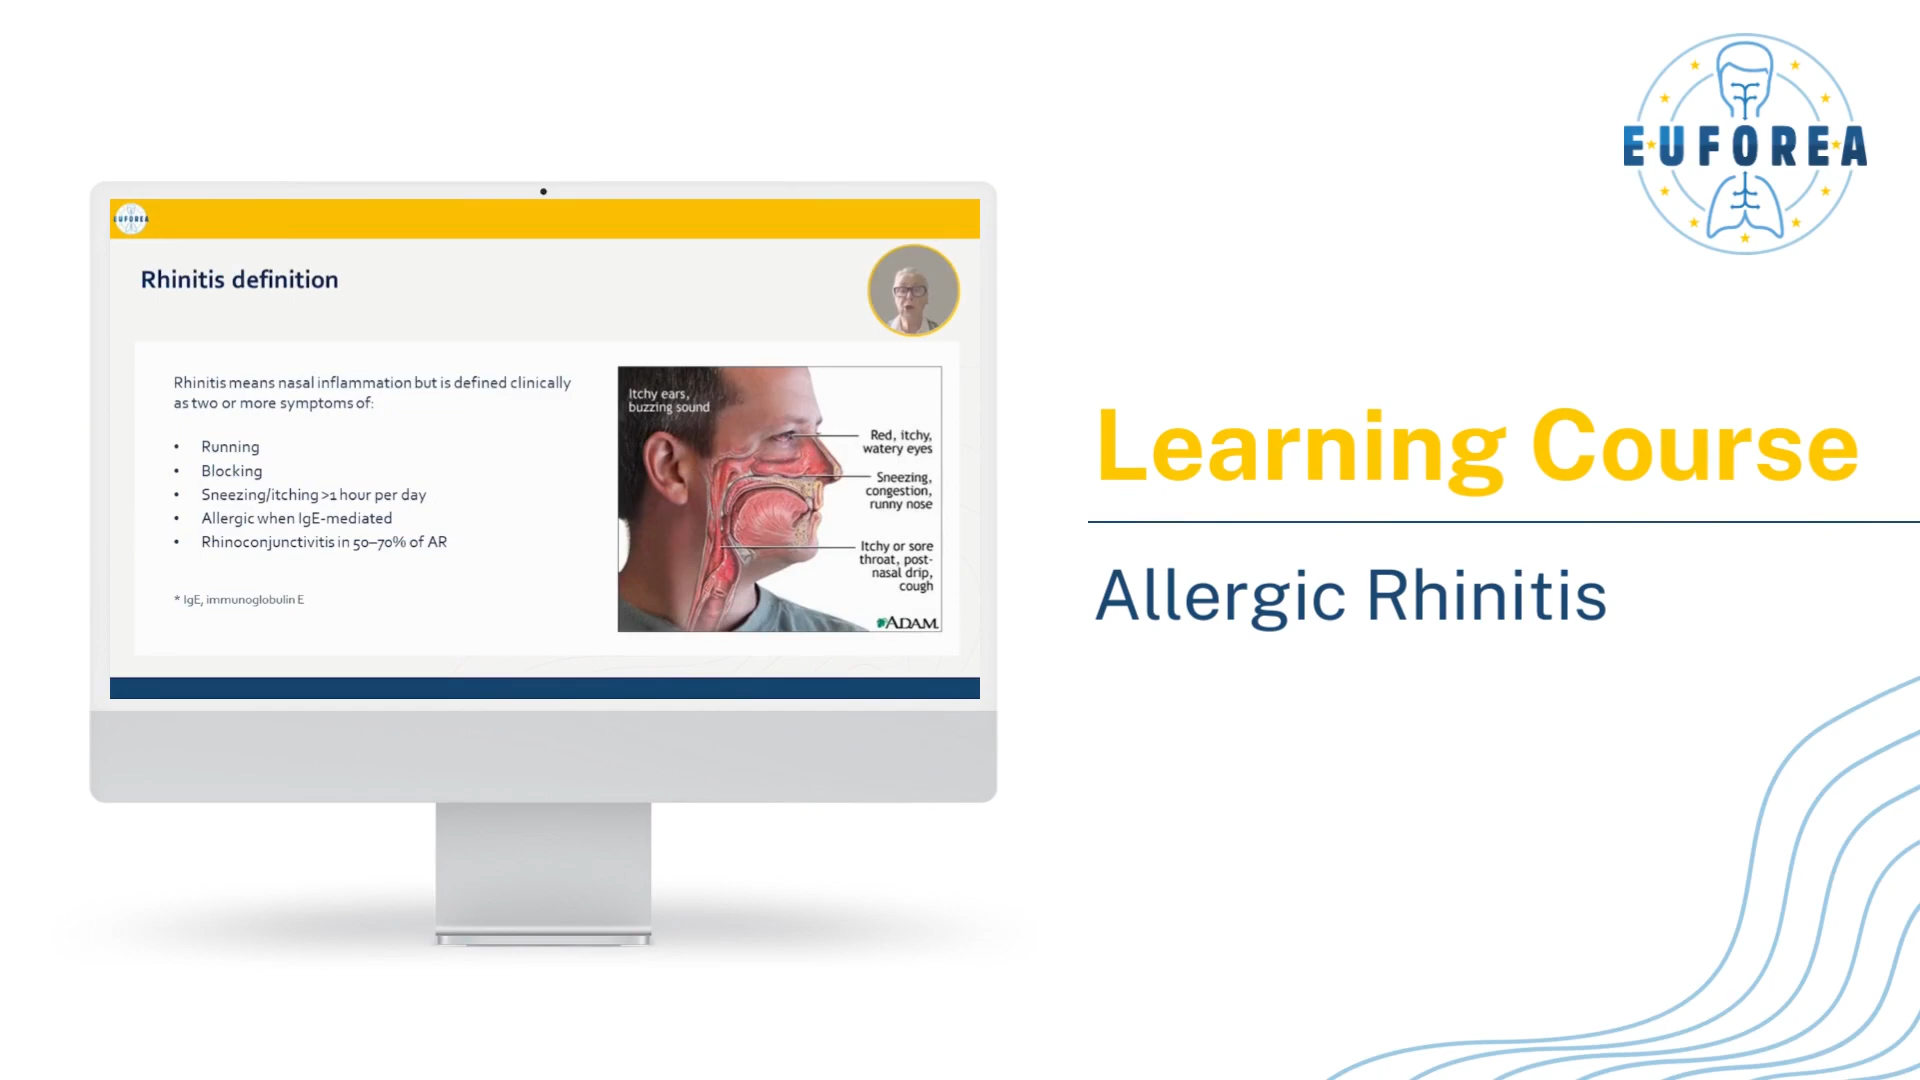 EUFOREA
EUFOREA
Rhinitis definition
Rhinitis means nasal inflammation but is defined clinically
as two or more symptoms of:
• Running
• Blocking
• Sneezing/itching >1 hour per day
• Allergic when IgE-mediated
• Rhinoconjunctivitis in 50–70% of AR
* IgE, immunoglobulin E
Itchy ears,
buzzing sound
Red, itchy,
watery eyes
Sneezing,
congestion,
runny nose
Itchy or sore
throat, post-
nasal drip,
cough
ADAM.
Learning Course
Allergic Rhinitis